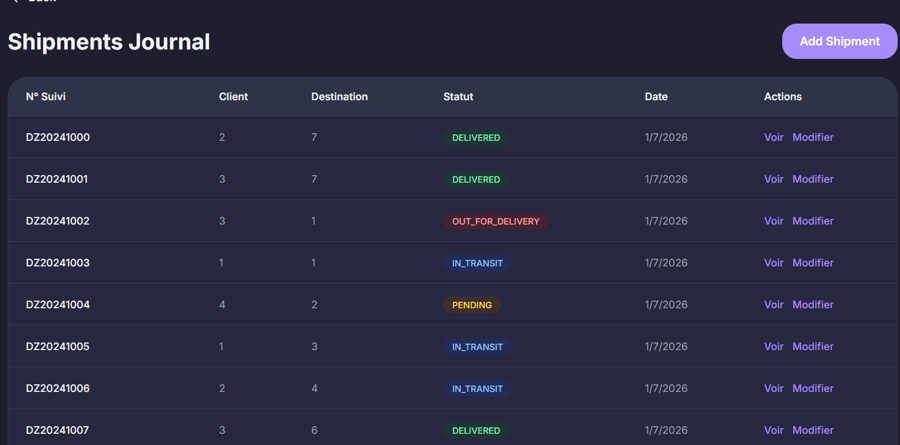 Back
Shipments Journal
Add Shipment
N° Suivi Client Destination Statut Date Actions
DZ20241000 2 7 DELIVERED 1/7/2026 Voir Modifier
DZ20241001 3 7 DELIVERED 1/7/2026 Voir Modifier
DZ20241002 3 1 OUT_FOR_DELIVERY 1/7/2026 Voir Modifier
DZ20241003 1 1 IN_TRANSIT 1/7/2026 Voir Modifier
DZ20241004 4 2 PENDING 1/7/2026 Voir Modifier
DZ20241005 1 3 IN_TRANSIT 1/7/2026 Voir Modifier
DZ20241006 2 4 IN_TRANSIT 1/7/2026 Voir Modifier
DZ20241007 3 6 DELIVERED 1/7/2026 Voir Modifier